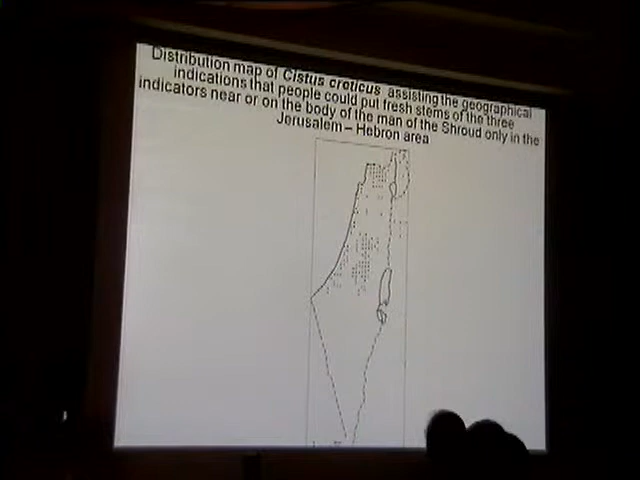 Distribution map of Cistus creticus assisting the geographical
indications that people could put fresh stems of the three
indicators near or on the body of the man of the Shroud only in the
Jerusalem – Hebron area